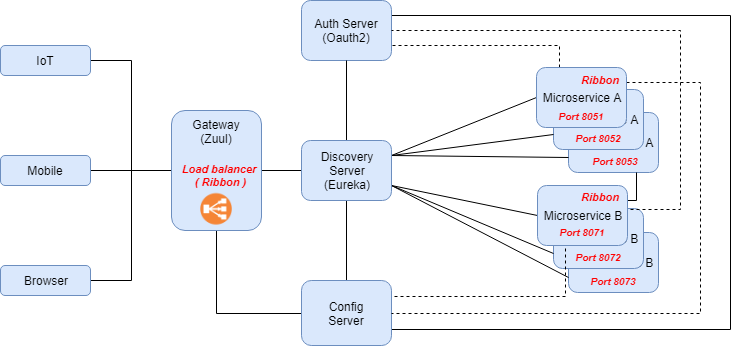 Auth Server
(Oauth2)
IoT
Ribbon
Microservice A
Port 8051
A
Port 8052
A
Port 8053
Gateway
(Zuul)
Load balancer
( Ribbon )
Mobile
Discovery
Server
(Eureka)
Ribbon
Microservice B
Port 8071
B
Port 8072
B
Port 8073
Browser
Config
Server